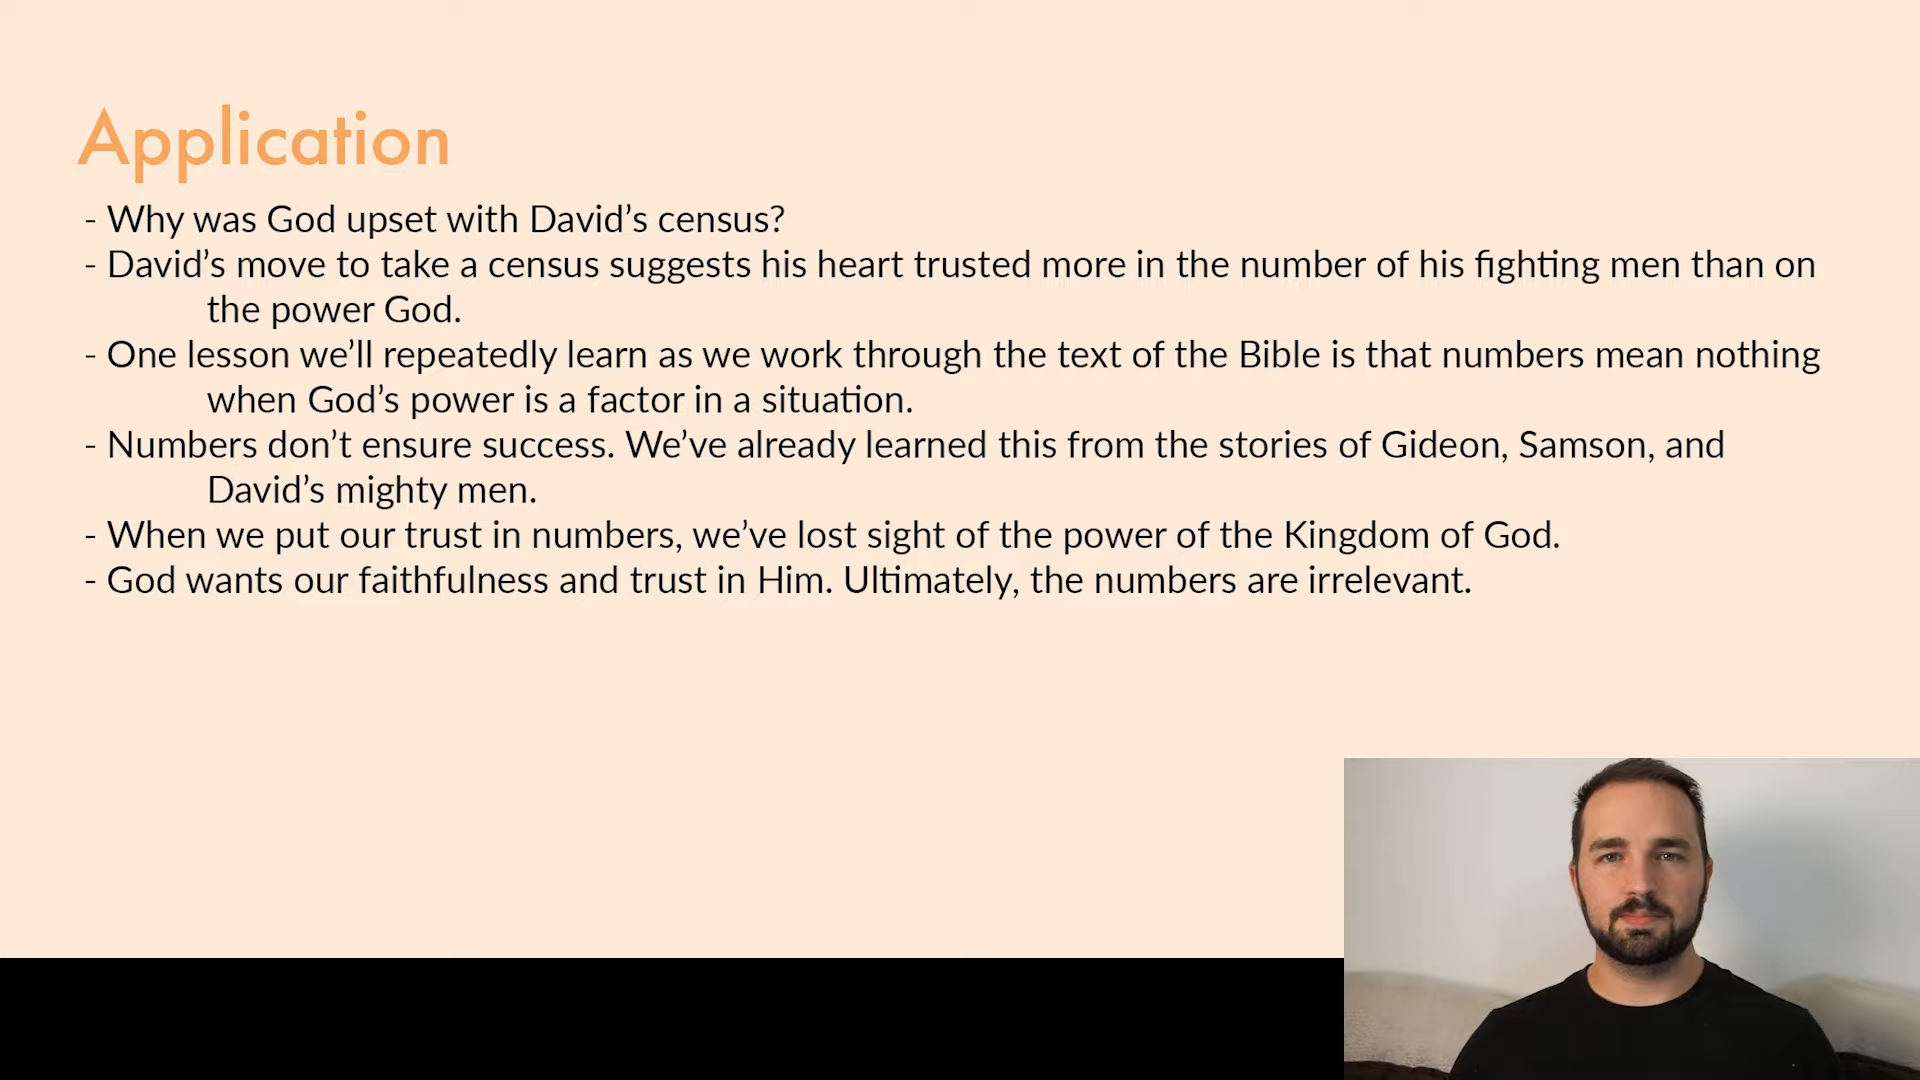 Application
- Why was God upset with David’s census?
- David’s move to take a census suggests his heart trusted more in the number of his fighting men than on
the power God.
- One lesson we’ll repeatedly learn as we work through the text of the Bible is that numbers mean nothing
when God’s power is a factor in a situation.
- Numbers don’t ensure success. We’ve already learned this from the stories of Gideon, Samson, and
David’s mighty men.
- When we put our trust in numbers, we’ve lost sight of the power of the Kingdom of God.
- God wants our faithfulness and trust in Him. Ultimately, the numbers are irrelevant.